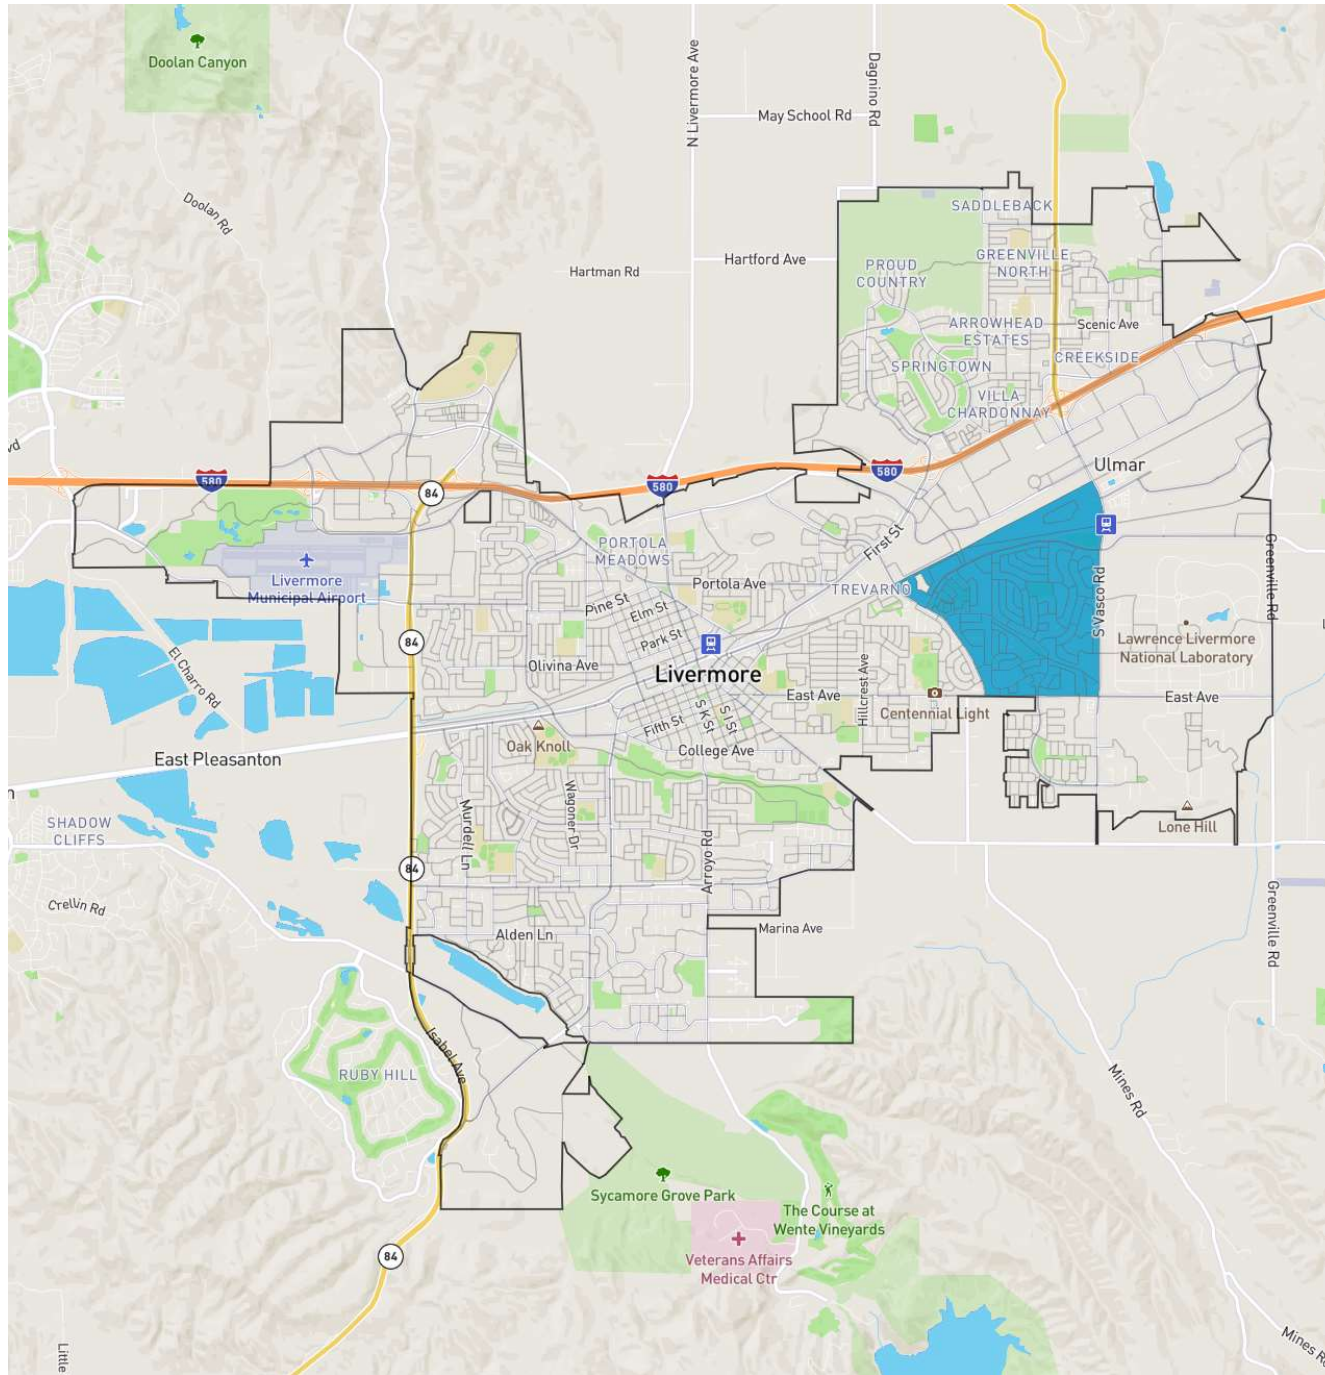 Doolan Canyon
N Livermore Ave
Dagnino Rd
May School Rd
Doolan Rd
SADDLEBACK
Hartford Ave
Hartman Rd
PROUD
COUNTRY
GREENVILLE
NORTH
ARROWHEAD
ESTATES
Scenic Ave
CREEKSIDE
SPRINGTOWN
VILLA
CHARDONNAY
vd
580
84
580
580
Ulmar
First St
PORTOLA
MEADOWS
Livermore
Municipal Airport
Portola Ave
TREVARNO
Greenville Rd
S Vasco Rd
Pine St
Elm St
Park St
84
El Charro Rd
Olivina Ave
Livermore
Hillcrest Ave
Lawrence Livermore
National Laboratory
L
East Ave
East Ave
Centennial Light
S K St
S I St
Fifth St
Oak Knoll
College Ave
East Pleasanton
n
SHADOW
CLIFFS
Murdell Ln
Wagoner Dr
Arroyo Rd
Lone Hill
84
Crellin Rd
Greenville Rd
Alden Ln
Marina Ave
Isabel Ave
RUBY HILL
Mines Rd
Sycamore Grove Park
The Course at
Wente Vineyards
Veterans Affairs
Medical Ctr
84
Little
Mines R